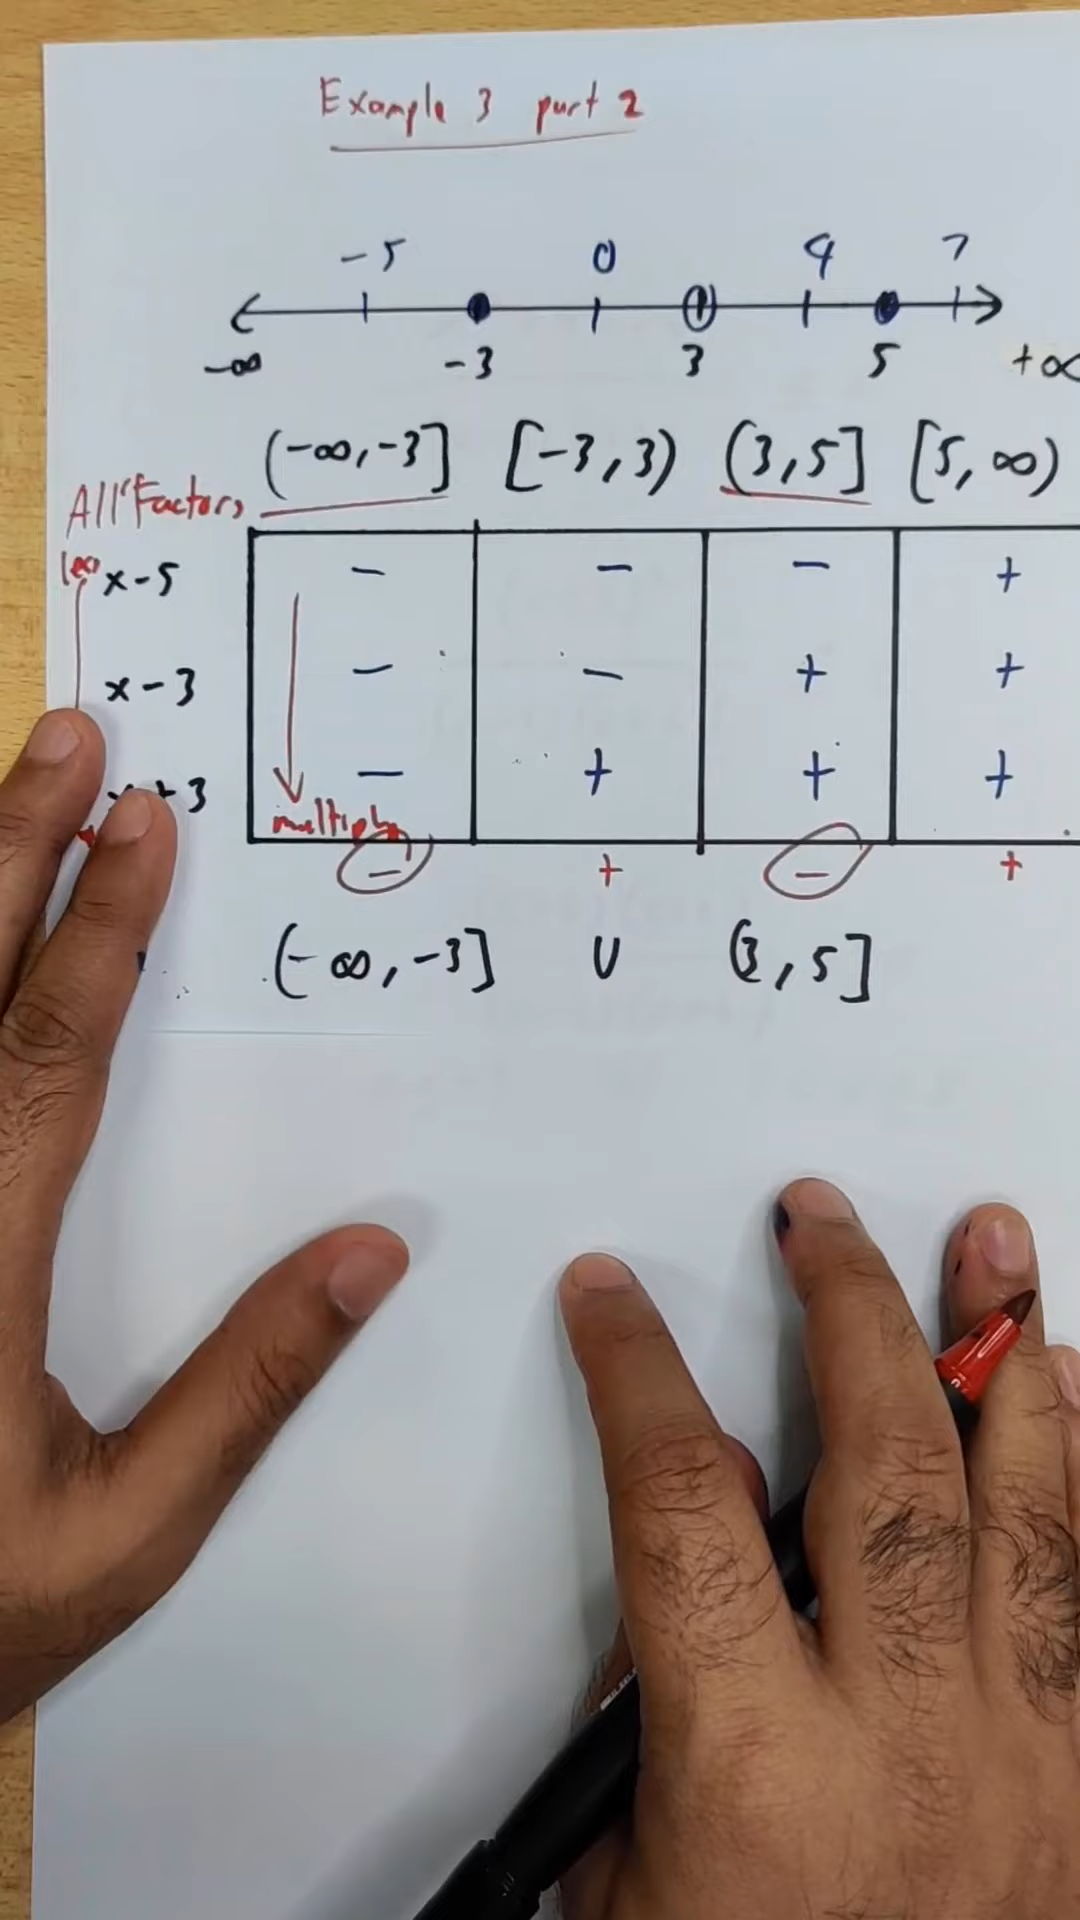 Example 3 part 2
-5 0 4 7
-∞ -3 3 5 +∞
(-∞,-3] [-3,3) (3,5] [5,∞)
All Factors
x-5 - - - +
x-3 - - + +
x+3 - + + +
multiply
- + - +
(-∞,-3] U (3,5]